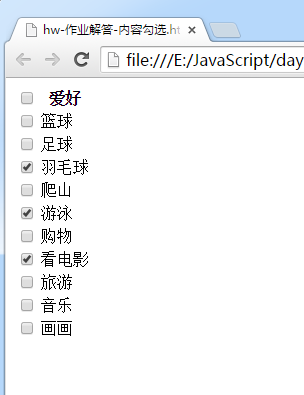 hw-作业解答-内容勾选.ht
file:///E:/JavaScript/day
爱好
篮球
足球
羽毛球
爬山
游泳
购物
看电影
旅游
音乐
画画